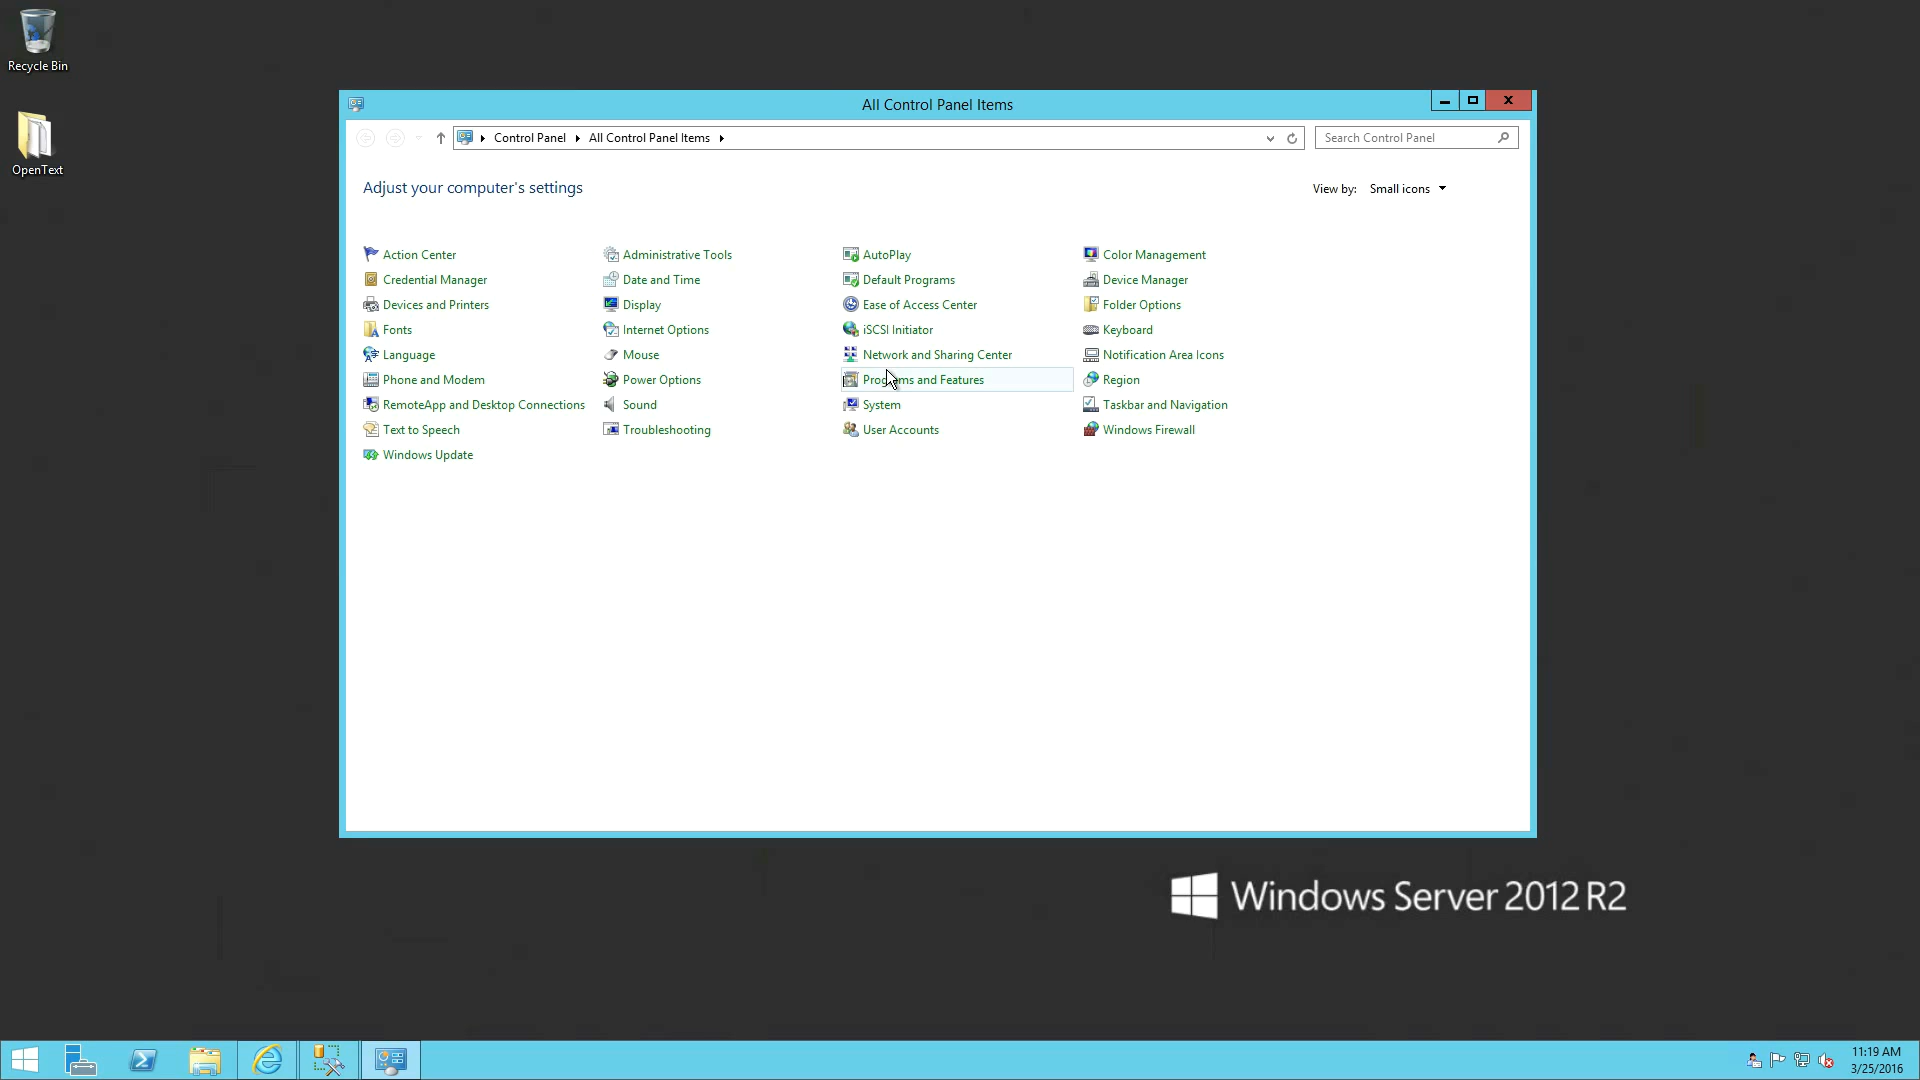 Recycle Bin
OpenText
All Control Panel Items
Control Panel
All Control Panel Items
Search Control Panel
Adjust your computer's settings
View by: Small icons
Action Center
Administrative Tools
AutoPlay
Color Management
Credential Manager
Date and Time
Default Programs
Device Manager
Devices and Printers
Display
Ease of Access Center
Folder Options
Fonts
Internet Options
iSCSI Initiator
Keyboard
Language
Mouse
Network and Sharing Center
Notification Area Icons
Phone and Modem
Power Options
Programs and Features
Region
RemoteApp and Desktop Connections
Sound
System
Taskbar and Navigation
Text to Speech
Troubleshooting
User Accounts
Windows Firewall
Windows Update
Windows Server 2012 R2
11:19 AM
3/25/2016